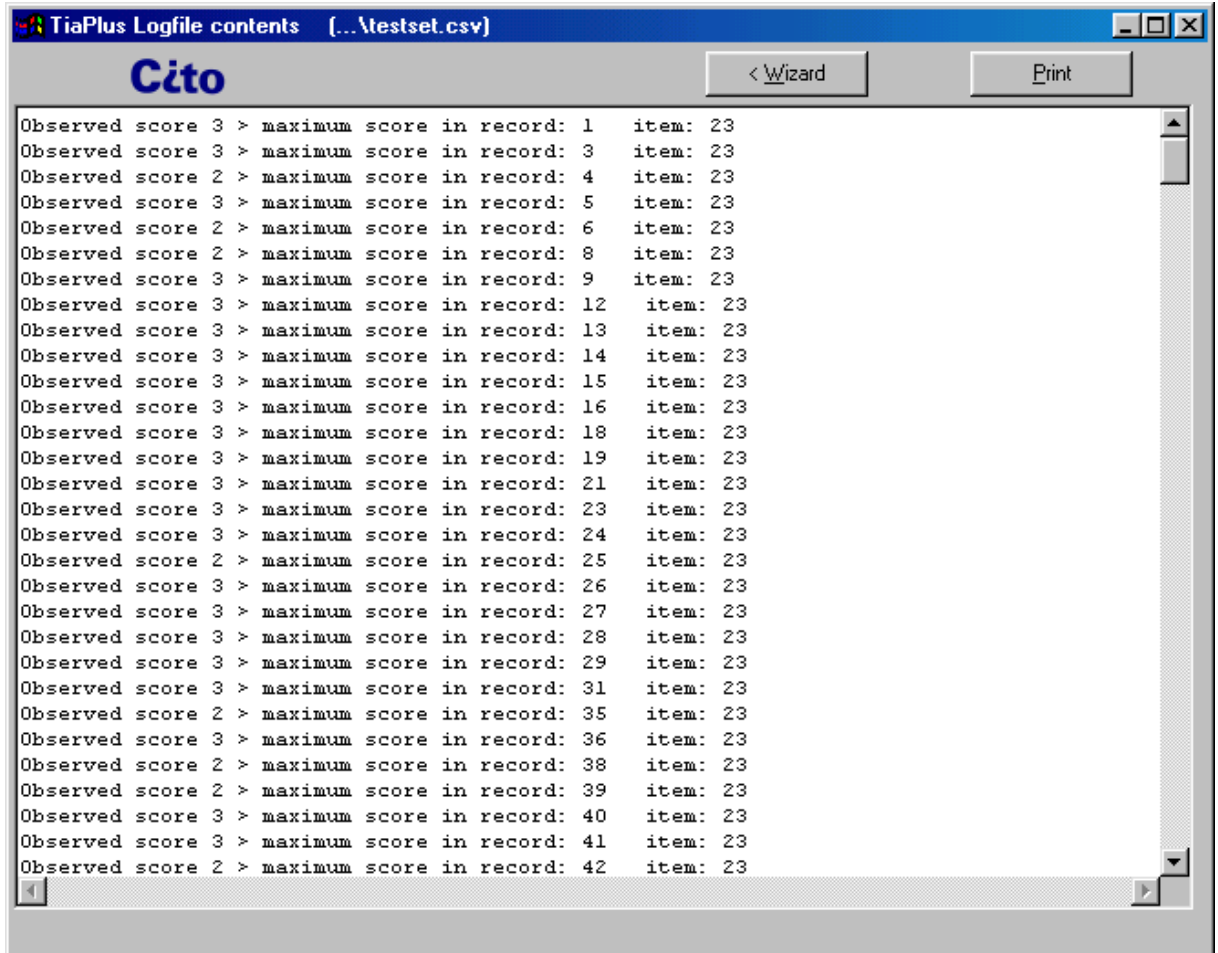 TiaPlus Logfile contents (...\testset.csv)
Cito
< Wizard
Print
Observed score 3 > maximum score in record: 1 item: 23
Observed score 3 > maximum score in record: 3 item: 23
Observed score 2 > maximum score in record: 4 item: 23
Observed score 3 > maximum score in record: 5 item: 23
Observed score 2 > maximum score in record: 6 item: 23
Observed score 2 > maximum score in record: 8 item: 23
Observed score 3 > maximum score in record: 9 item: 23
Observed score 3 > maximum score in record: 12 item: 23
Observed score 3 > maximum score in record: 13 item: 23
Observed score 3 > maximum score in record: 14 item: 23
Observed score 3 > maximum score in record: 15 item: 23
Observed score 3 > maximum score in record: 16 item: 23
Observed score 3 > maximum score in record: 18 item: 23
Observed score 3 > maximum score in record: 19 item: 23
Observed score 3 > maximum score in record: 21 item: 23
Observed score 3 > maximum score in record: 23 item: 23
Observed score 3 > maximum score in record: 24 item: 23
Observed score 2 > maximum score in record: 25 item: 23
Observed score 3 > maximum score in record: 26 item: 23
Observed score 3 > maximum score in record: 27 item: 23
Observed score 3 > maximum score in record: 28 item: 23
Observed score 3 > maximum score in record: 29 item: 23
Observed score 3 > maximum score in record: 31 item: 23
Observed score 2 > maximum score in record: 35 item: 23
Observed score 3 > maximum score in record: 36 item: 23
Observed score 2 > maximum score in record: 38 item: 23
Observed score 2 > maximum score in record: 39 item: 23
Observed score 3 > maximum score in record: 40 item: 23
Observed score 3 > maximum score in record: 41 item: 23
Observed score 2 > maximum score in record: 42 item: 23